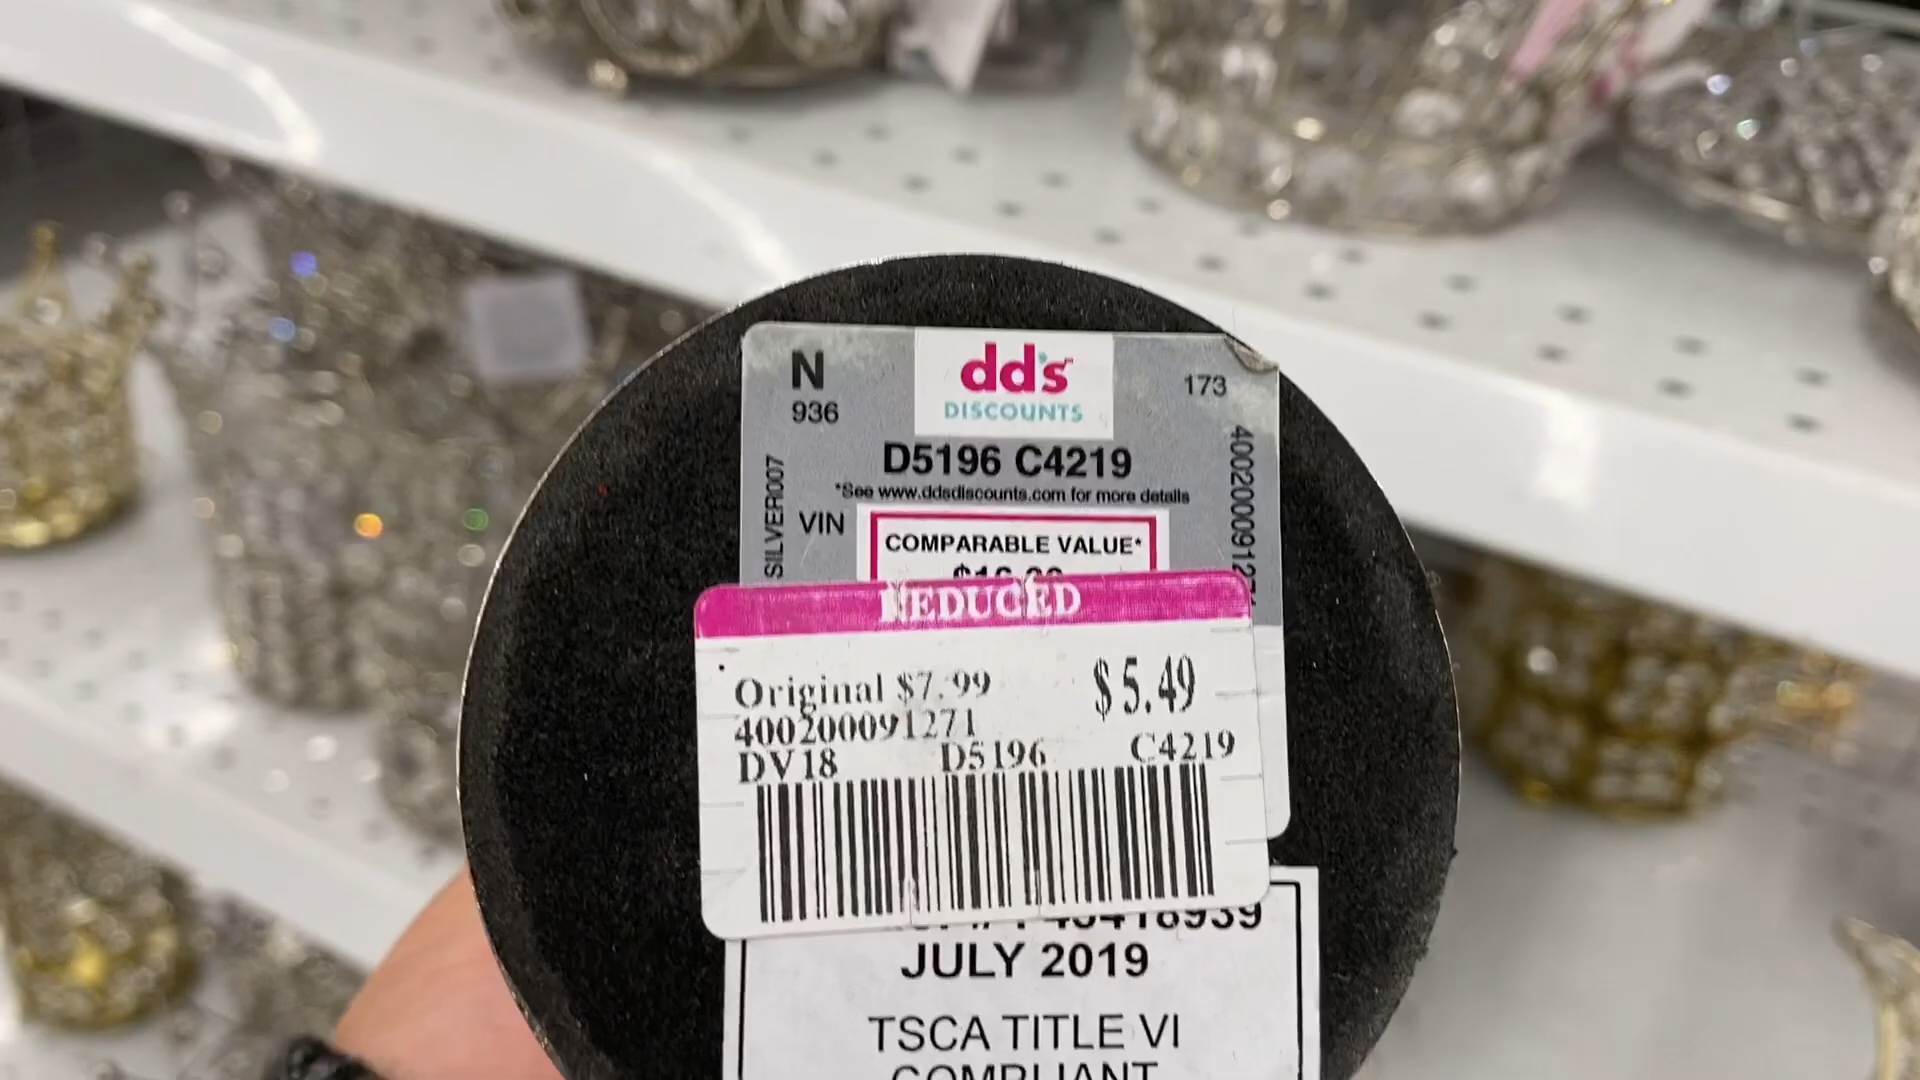 N
dd's
DISCOUNTS
173
936
D5196 C4219
*See www.ddsdiscounts.com for more details
SILVER007
VIN
COMPARABLE VALUE*
REDUCED
Original $7.99
$5.49
400200091271
DV18 D5196 C4219
JULY 2019
TSCA TITLE VI
COMPLIANT